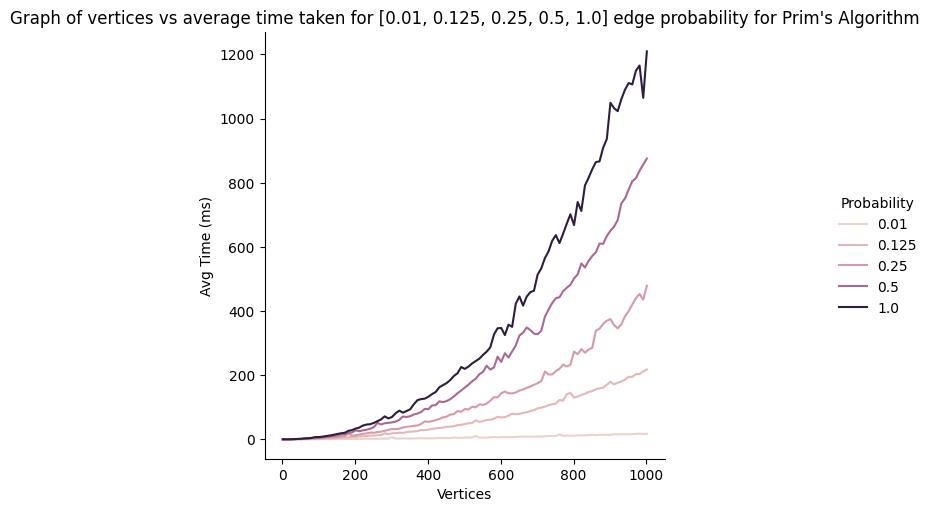 Graph of vertices vs average time taken for [0.01, 0.125, 0.25, 0.5, 1.0] edge probability for Prim's Algorithm
1200
1000
800
600
400
200
0
Avg Time (ms)
0 200 400 600 800 1000
Vertices
Probability
0.01
0.125
0.25
0.5
1.0